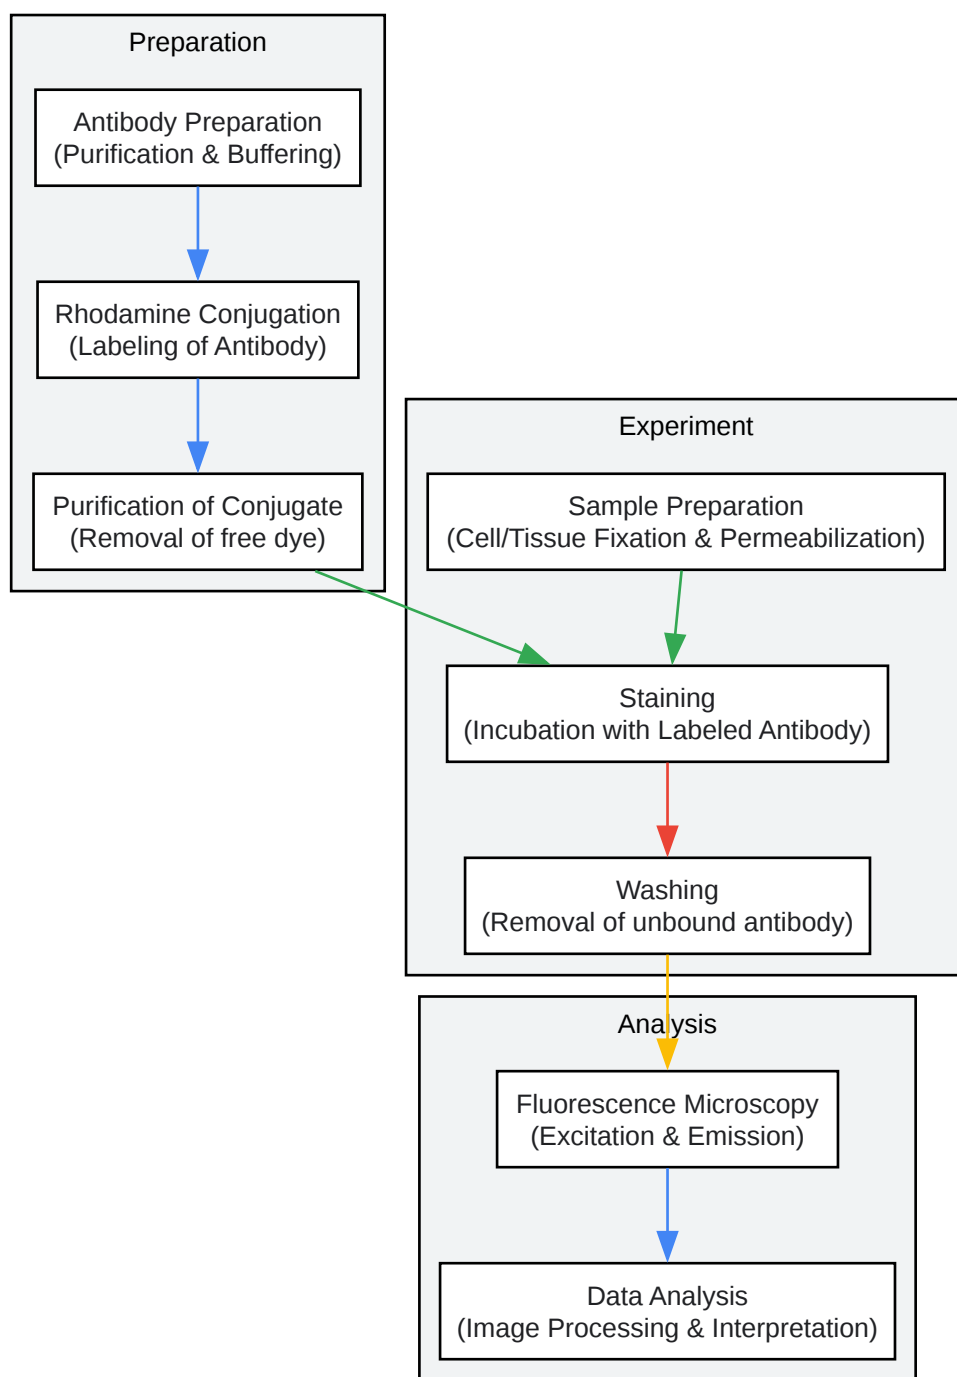 Preparation
Antibody Preparation
(Purification & Buffering)
Rhodamine Conjugation
(Labeling of Antibody)
Purification of Conjugate
(Removal of free dye)
Experiment
Sample Preparation
(Cell/Tissue Fixation & Permeabilization)
Staining
(Incubation with Labeled Antibody)
Washing
(Removal of unbound antibody)
Analysis
Fluorescence Microscopy
(Excitation & Emission)
Data Analysis
(Image Processing & Interpretation)